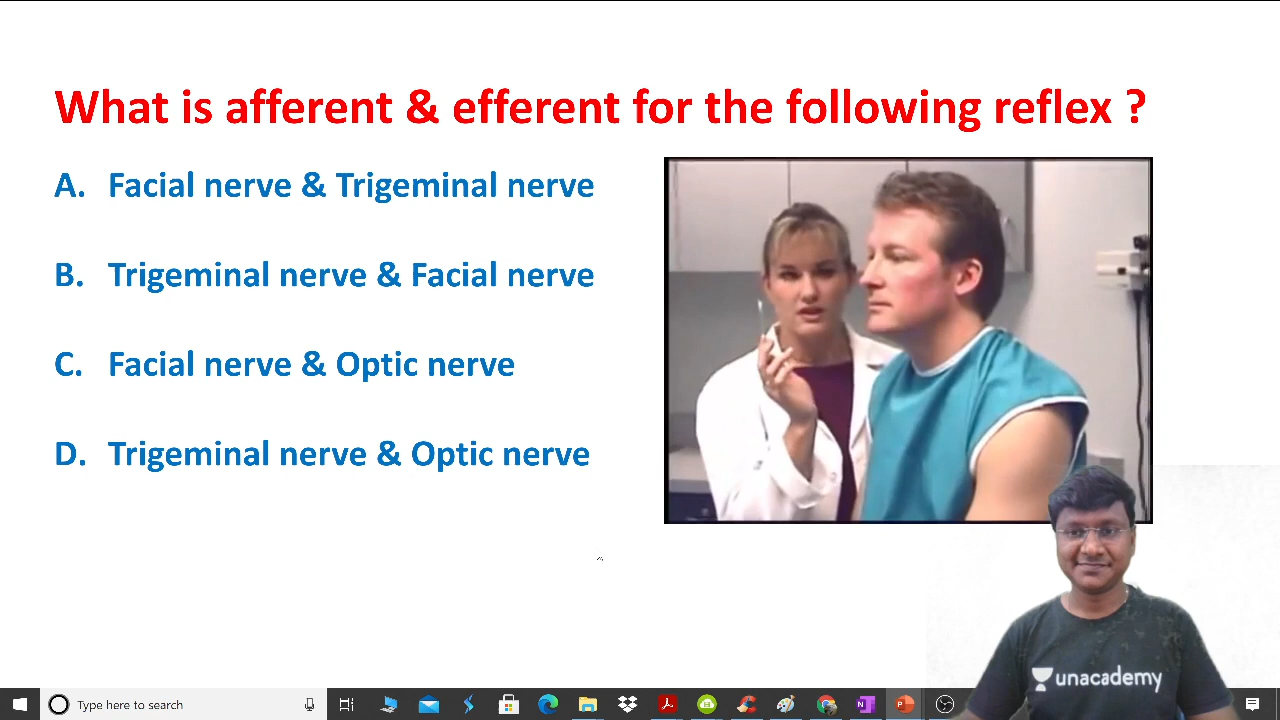 What is afferent & efferent for the following reflex ?
A. Facial nerve & Trigeminal nerve
B. Trigeminal nerve & Facial nerve
C. Facial nerve & Optic nerve
D. Trigeminal nerve & Optic nerve
unacademy
Type here to search